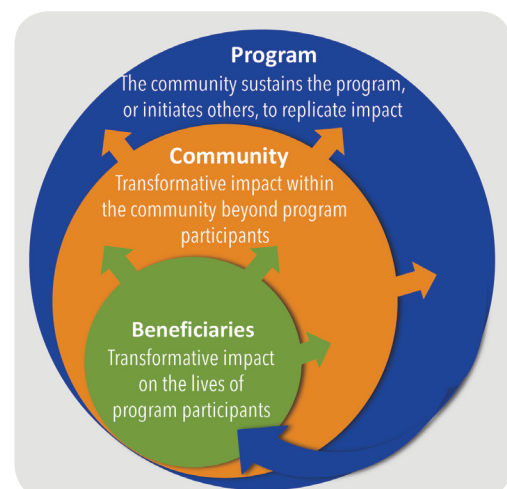 Program
The community sustains the program,
or initiates others, to replicate impact
Community
Transformative impact within
the community beyond program
participants
Beneficiaries
Transformative impact
on the lives of
program participants